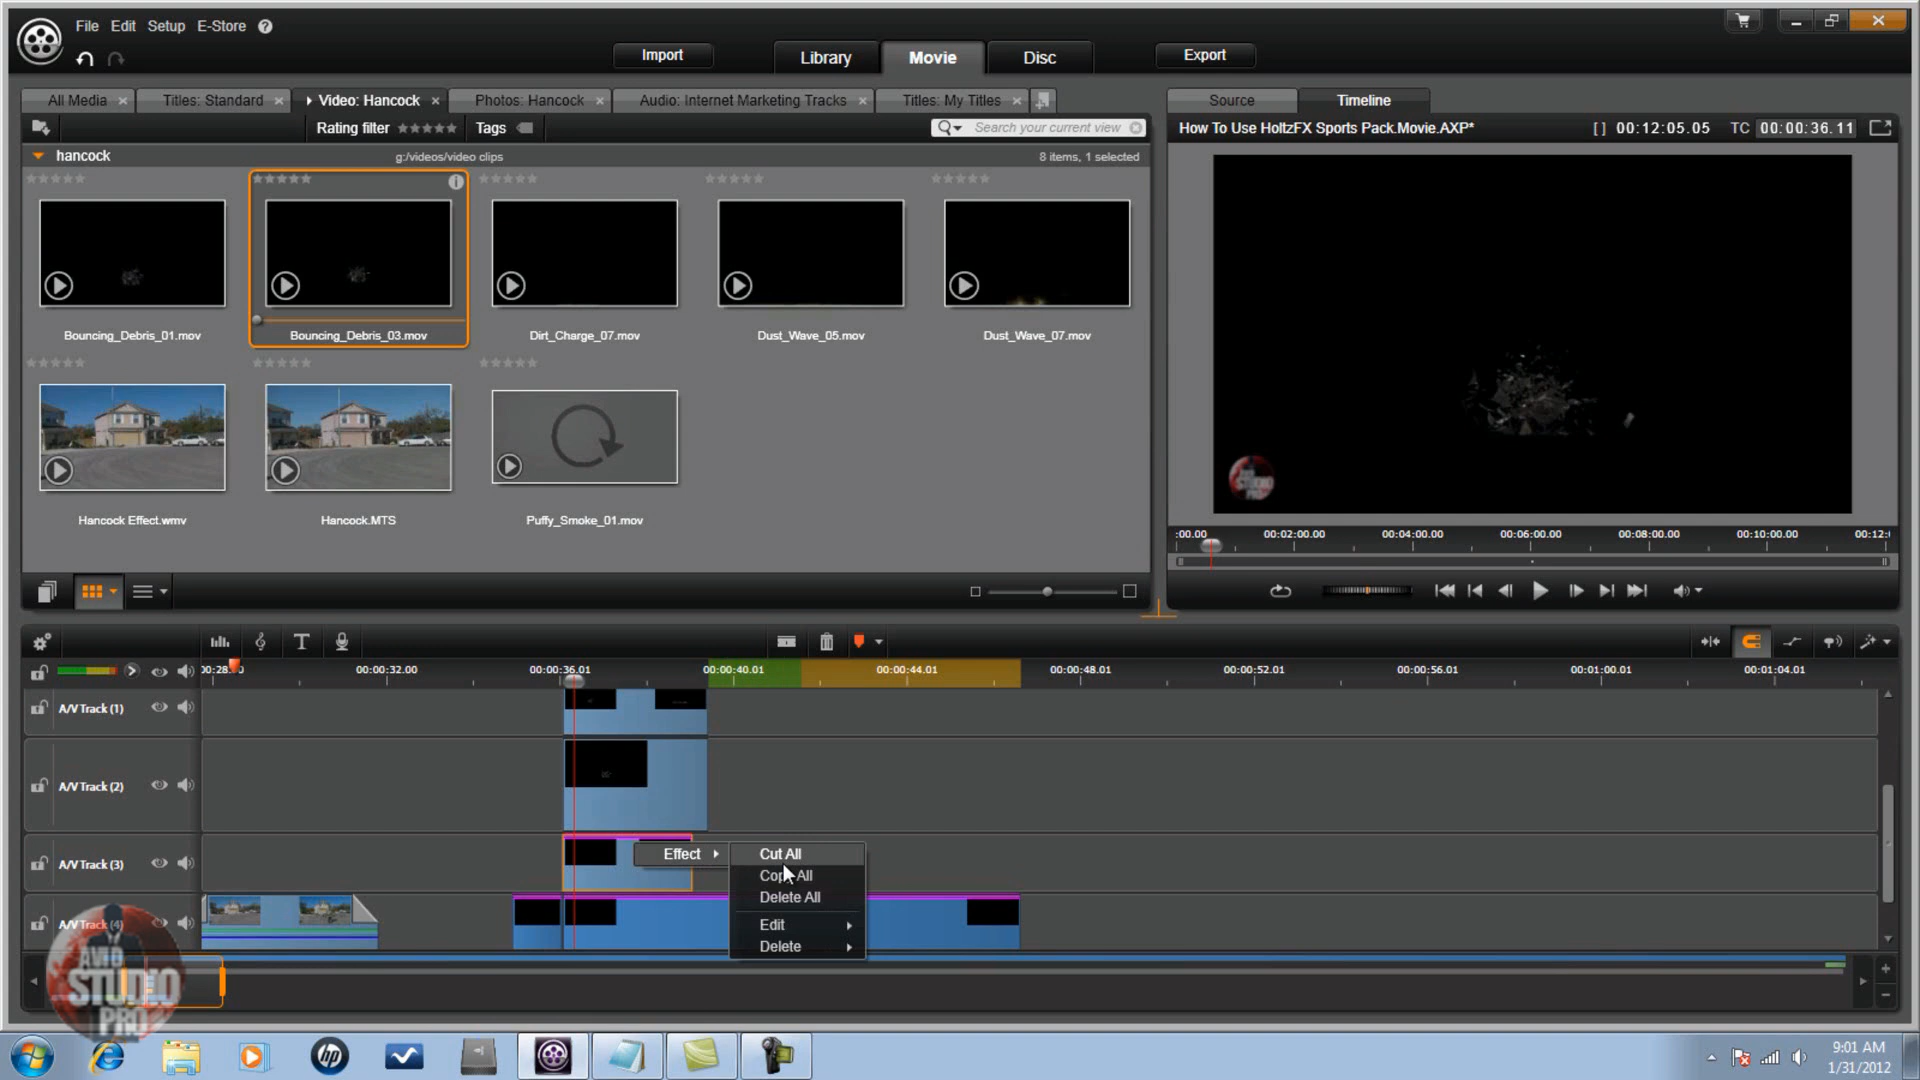 File Edit Setup E-Store ?
Import Library Movie Disc Export
All Media Titles: Standard Video: Hancock Photos: Hancock Audio: Internet Marketing Tracks Titles: My Titles
Source Timeline
Rating filter Tags Search your current view
How To Use HoltzFX Sports Pack.Movie.AXP* [ ] 00:12:05.05 TC 00:00:36.11
hancock g:/videos/video clips 8 items, 1 selected
Bouncing_Debris_01.mov Bouncing_Debris_03.mov Dirt_Charge_07.mov Dust_Wave_05.mov Dust_Wave_07.mov
Hancock Effect.wmv Hancock.MTS Puffy_Smoke_01.mov
:00.00 00:02:00.00 00:04:00.00 00:06:00.00 00:08:00.00 00:10:00.00 00:12:
00:00:32.00 00:00:36.01 00:00:40.01 00:00:44.01 00:00:48.01 00:00:52.01 00:00:56.01 00:01:00.01 00:01:04.01
A/V Track (1)
A/V Track (2)
A/V Track (3)
A/V Track (4)
Effect
Cut All
Copy All
Delete All
Edit
Delete
AVID
STUDIO
PRO
hp
9:01 AM
1/31/2012